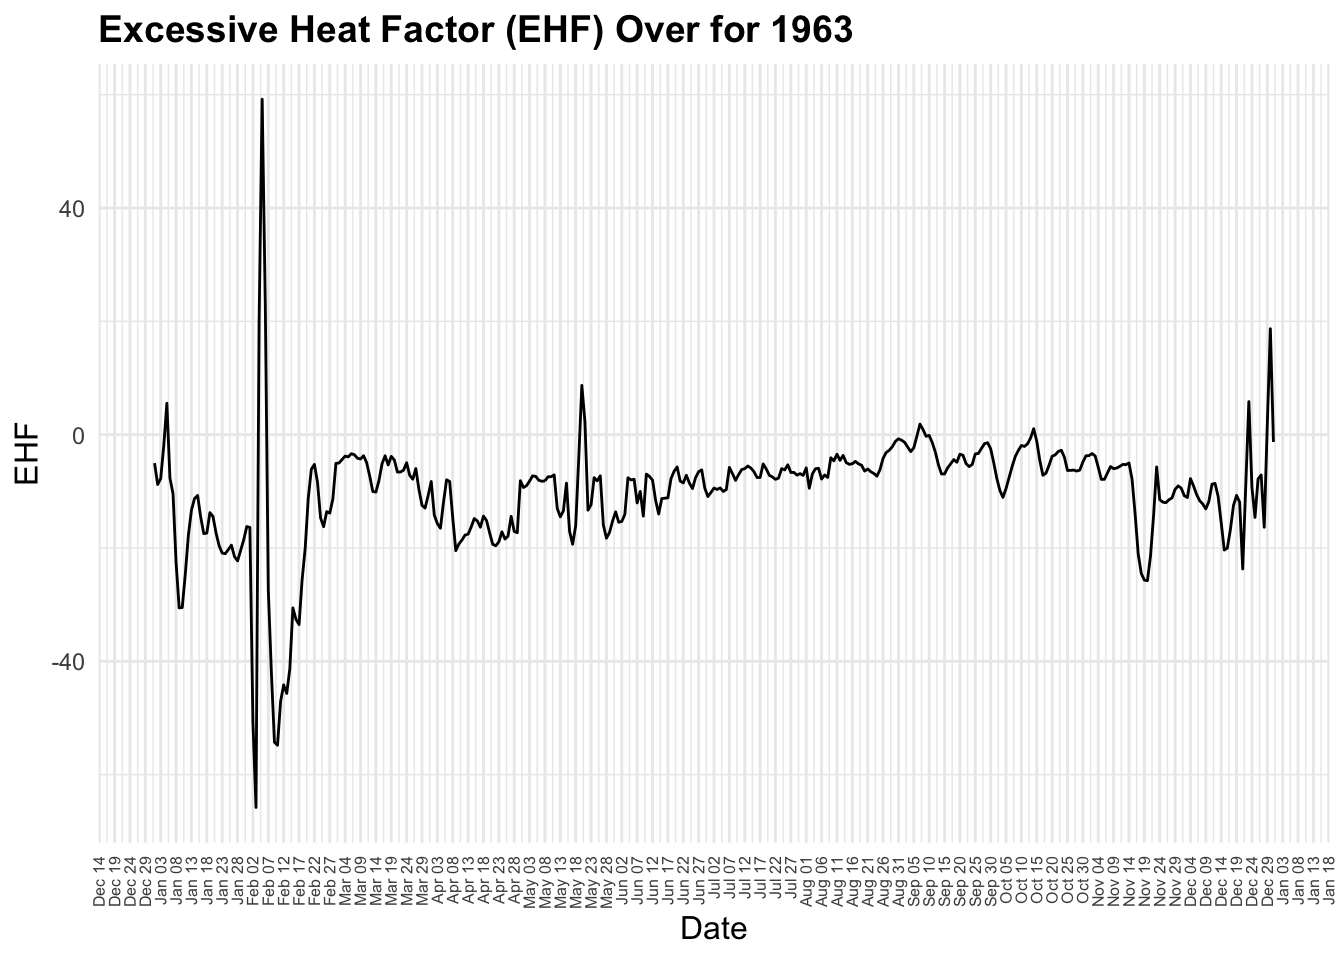 Excessive Heat Factor (EHF) Over for 1963
EHF
40
0
-40
Dec 14
Dec 19
Dec 24
Dec 29
Jan 03
Jan 08
Jan 13
Jan 18
Jan 23
Jan 28
Feb 02
Feb 07
Feb 12
Feb 17
Feb 22
Feb 27
Mar 04
Mar 09
Mar 14
Mar 19
Mar 24
Mar 29
Apr 03
Apr 08
Apr 13
Apr 18
Apr 23
Apr 28
May 03
May 08
May 13
May 18
May 23
May 28
Jun 02
Jun 07
Jun 12
Jun 17
Jun 22
Jun 27
Jul 02
Jul 07
Jul 12
Jul 17
Jul 22
Jul 27
Aug 01
Aug 06
Aug 11
Aug 16
Aug 21
Aug 26
Aug 31
Sep 05
Sep 10
Sep 15
Sep 20
Sep 25
Sep 30
Oct 05
Oct 10
Oct 15
Oct 20
Oct 25
Oct 30
Nov 04
Nov 09
Nov 14
Nov 19
Nov 24
Nov 29
Dec 04
Dec 09
Dec 14
Dec 19
Dec 24
Dec 29
Jan 03
Jan 08
Jan 13
Jan 18
Date